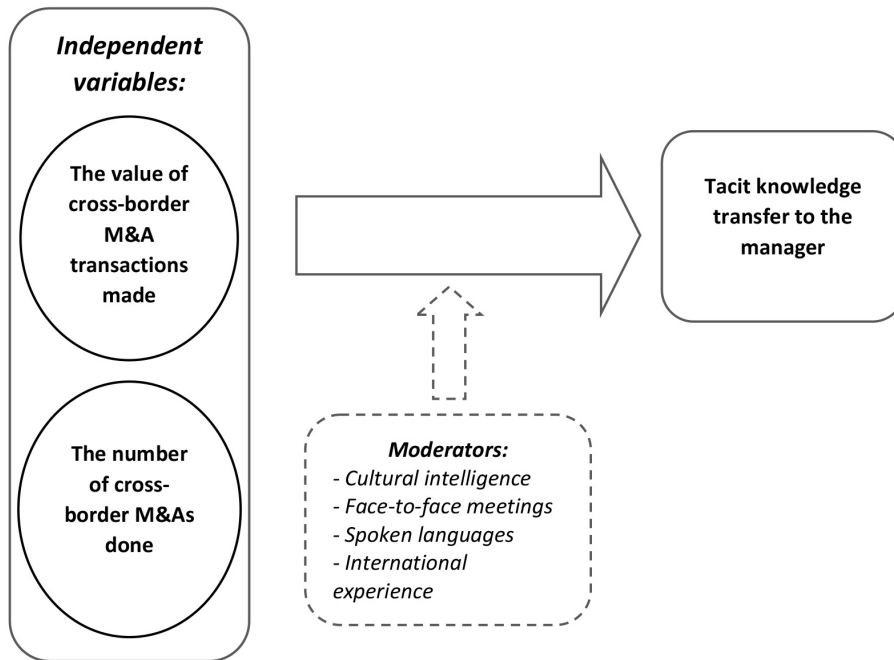 Independent
variables:
The value of
cross-border
M&A
transactions
made
The number
of cross-
border M&As
done
Tacit knowledge
transfer to the
manager
Moderators:
- Cultural intelligence
- Face-to-face meetings
- Spoken languages
- International
experience